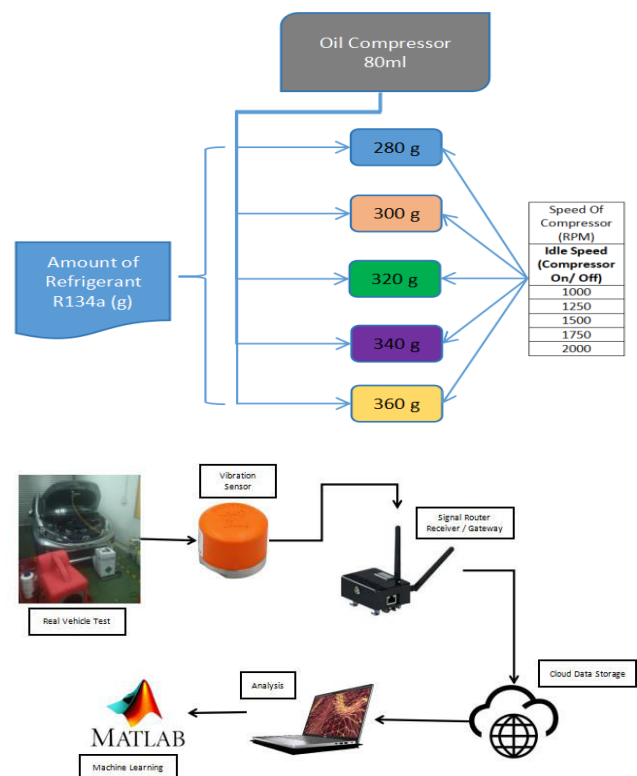 Oil Compressor
80ml
280 g
300 g
320 g
340 g
360 g
Amount of
Refrigerant
R134a (g)
Speed Of
Compressor
(RPM)
Idle Speed
(Compressor
On/ Off)
1000
1250
1500
1750
2000
Vibration
Sensor
Signal Router
Receiver / Gateway
Real Vehicle Test
Cloud Data Storage
Analysis
MATLAB
Machine Learning